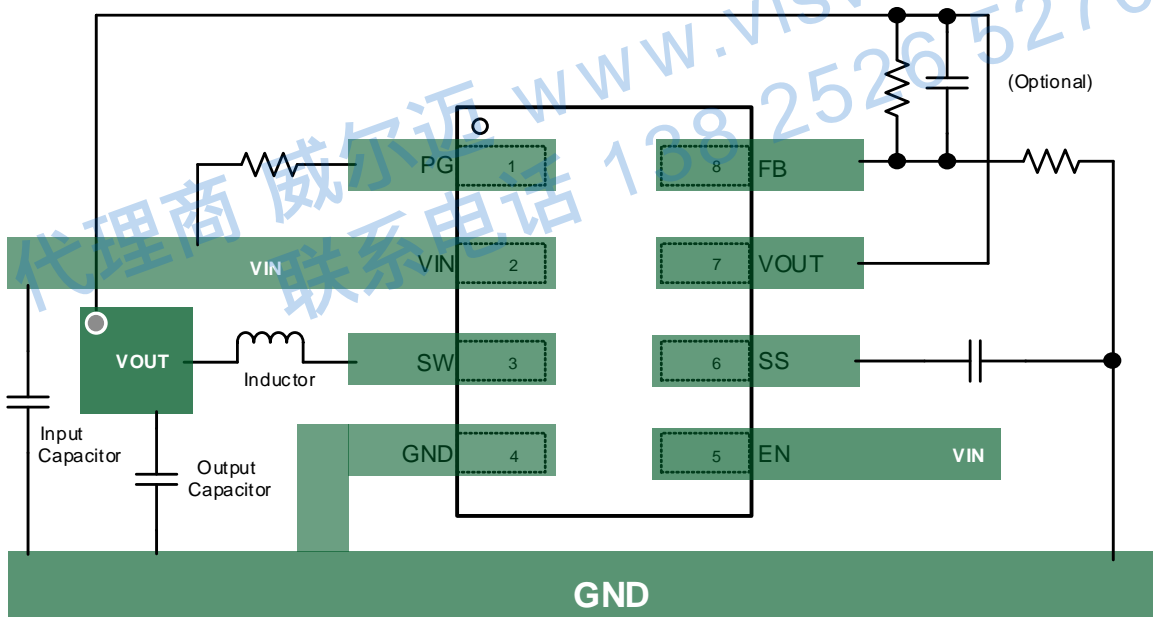 代理商 威尔迈 www.visw
联系电话 138 2526 5276
(Optional)
PG 1 8 FB
VIN VIN 2 7 VOUT
VOUT Inductor SW 3 6 SS
Input Capacitor
Output Capacitor
GND 4 5 EN VIN
GND